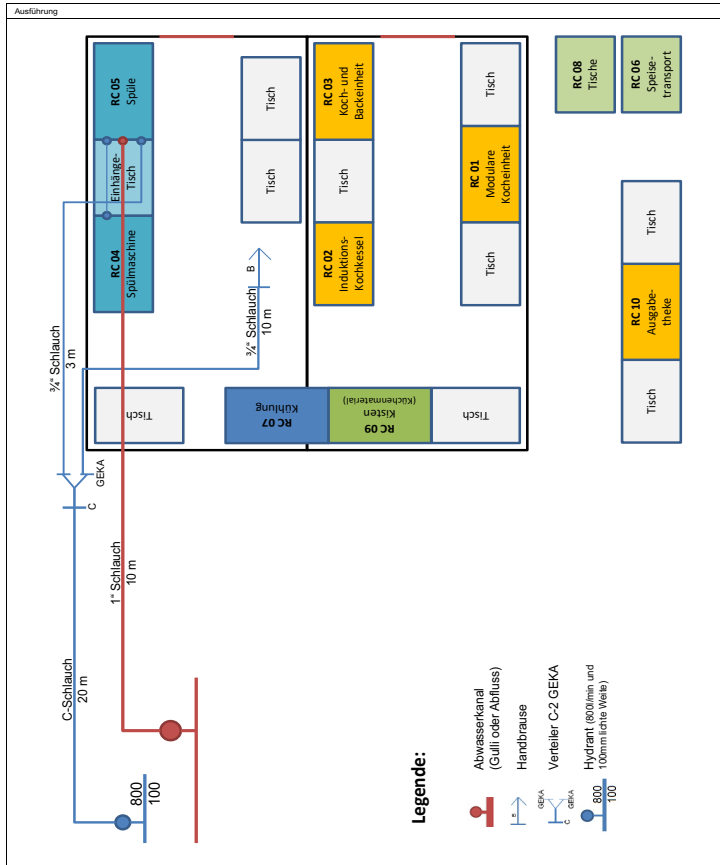 Ausführung
RC 05
Spüle
Einhänge-
Tisch
RC 04
Spülmaschine
Tisch
Tisch
Tisch
RC 03
Koch- und
Backeinheit
Tisch
RC 02
Induktions-
Kochkessel
Tisch
RC 01
Modulare
Kocheinheit
Tisch
RC 08
Tische
RC 06
Speise-
transport
Tisch
RC 10
Ausgabe-
theke
Tisch
RC 07
Kühlung
RC 09
Kisten
(Küchenmaterial)
Tisch
¾“ Schlauch
3 m
¾“ Schlauch
10 m
B
GEKA
C
1“ Schlauch
10 m
C-Schlauch
20 m
800
100
Legende:
Abwasserkanal
(Gulli oder Abfluss)
B
Handbrause
GEKA
GEKA
C
Verteiler C-2 GEKA
800
100
Hydrant (800l/min und
100mm lichte Weite)